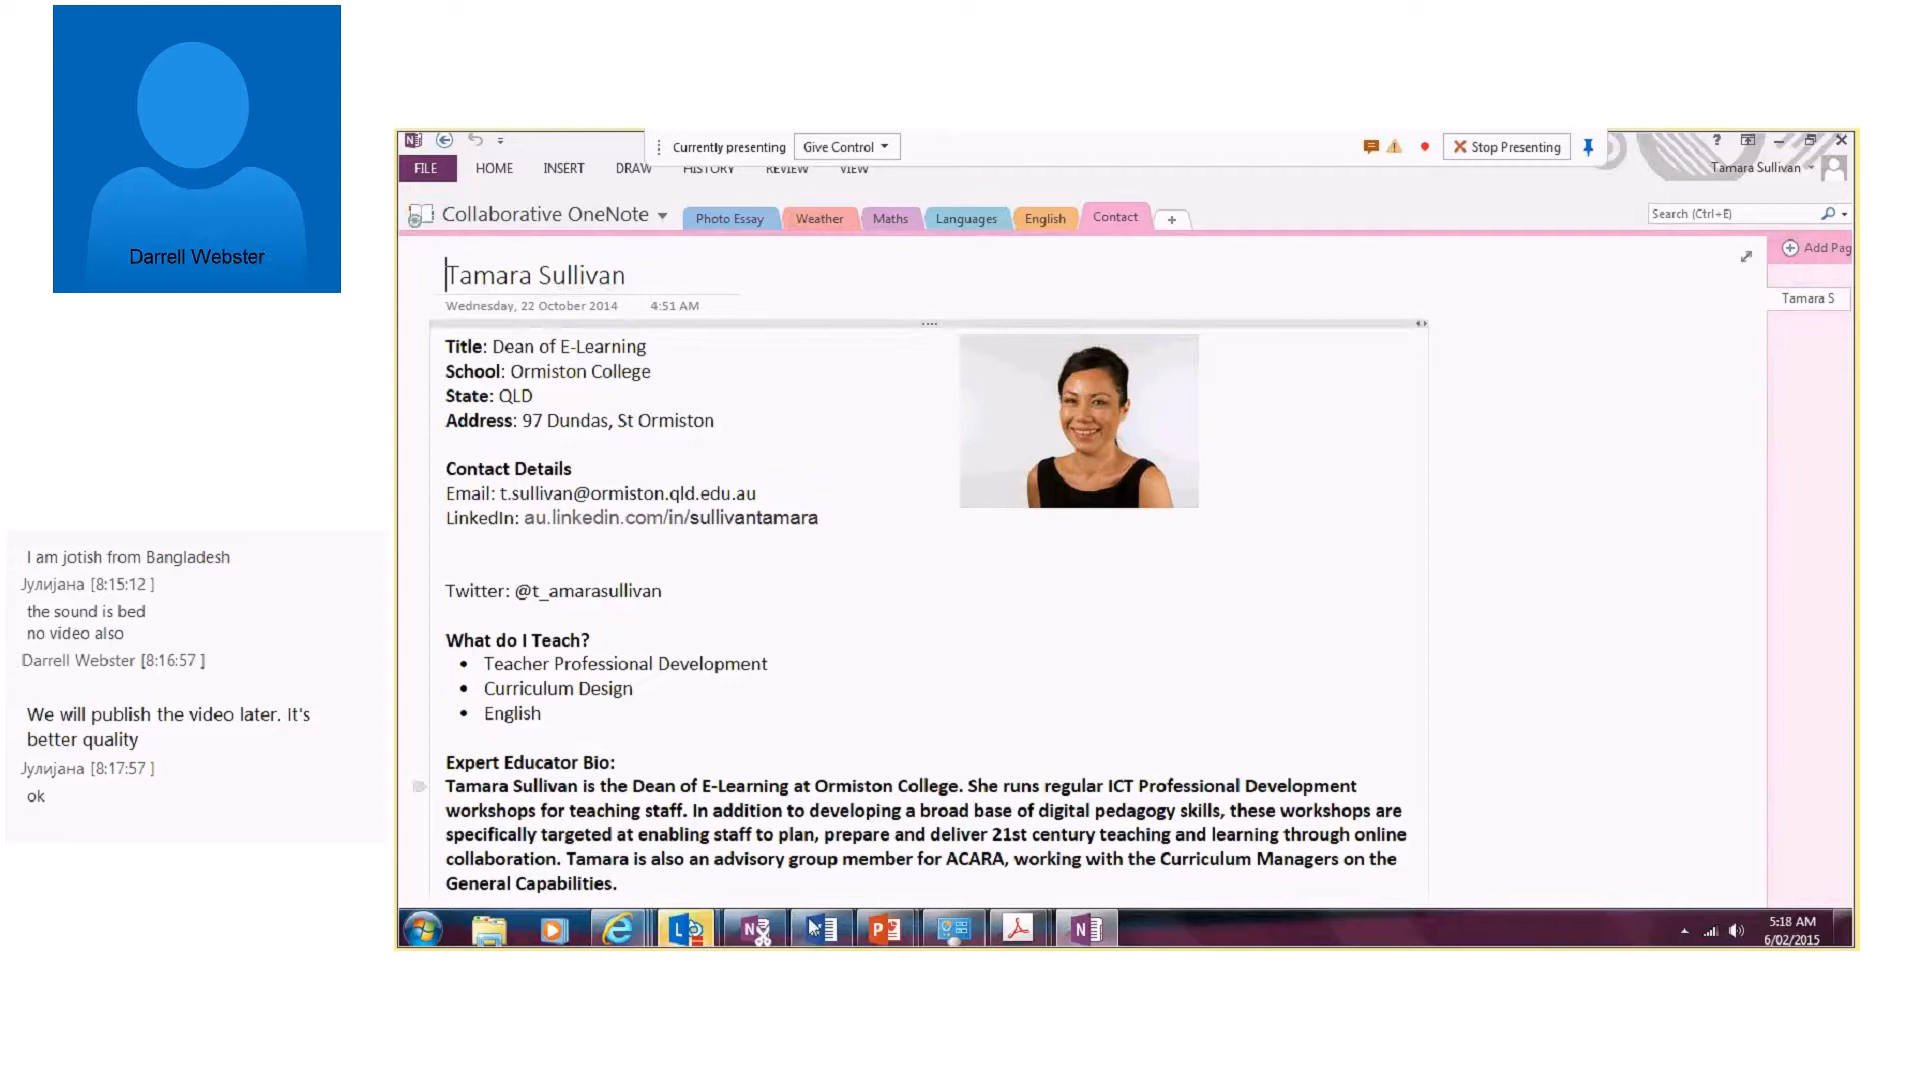 Darrell Webster
I am jotish from Bangladesh
Јулијана [8:15:12 ]
the sound is bed
no video also
Darrell Webster [8:16:57 ]
We will publish the video later. It's
better quality
Јулијана [8:17:57 ]
ok
Currently presenting
Give Control
Stop Presenting
FILE
HOME
INSERT
DRAW
HISTORY
REVIEW
VIEW
Tamara Sullivan
Collaborative OneNote
Photo Essay
Weather
Maths
Languages
English
Contact
Search (Ctrl+E)
Add Pag
Tamara S
Tamara Sullivan
Wednesday, 22 October 2014 4:51 AM
Title: Dean of E-Learning
School: Ormiston College
State: QLD
Address: 97 Dundas, St Ormiston
Contact Details
Email: t.sullivan@ormiston.qld.edu.au
LinkedIn: au.linkedin.com/in/sullivantamara
Twitter: @t_amarasullivan
What do I Teach?
• Teacher Professional Development
• Curriculum Design
• English
Expert Educator Bio:
Tamara Sullivan is the Dean of E-Learning at Ormiston College. She runs regular ICT Professional Development
workshops for teaching staff. In addition to developing a broad base of digital pedagogy skills, these workshops are
specifically targeted at enabling staff to plan, prepare and deliver 21st century teaching and learning through online
collaboration. Tamara is also an advisory group member for ACARA, working with the Curriculum Managers on the
General Capabilities.
5:18 AM
6/02/2015